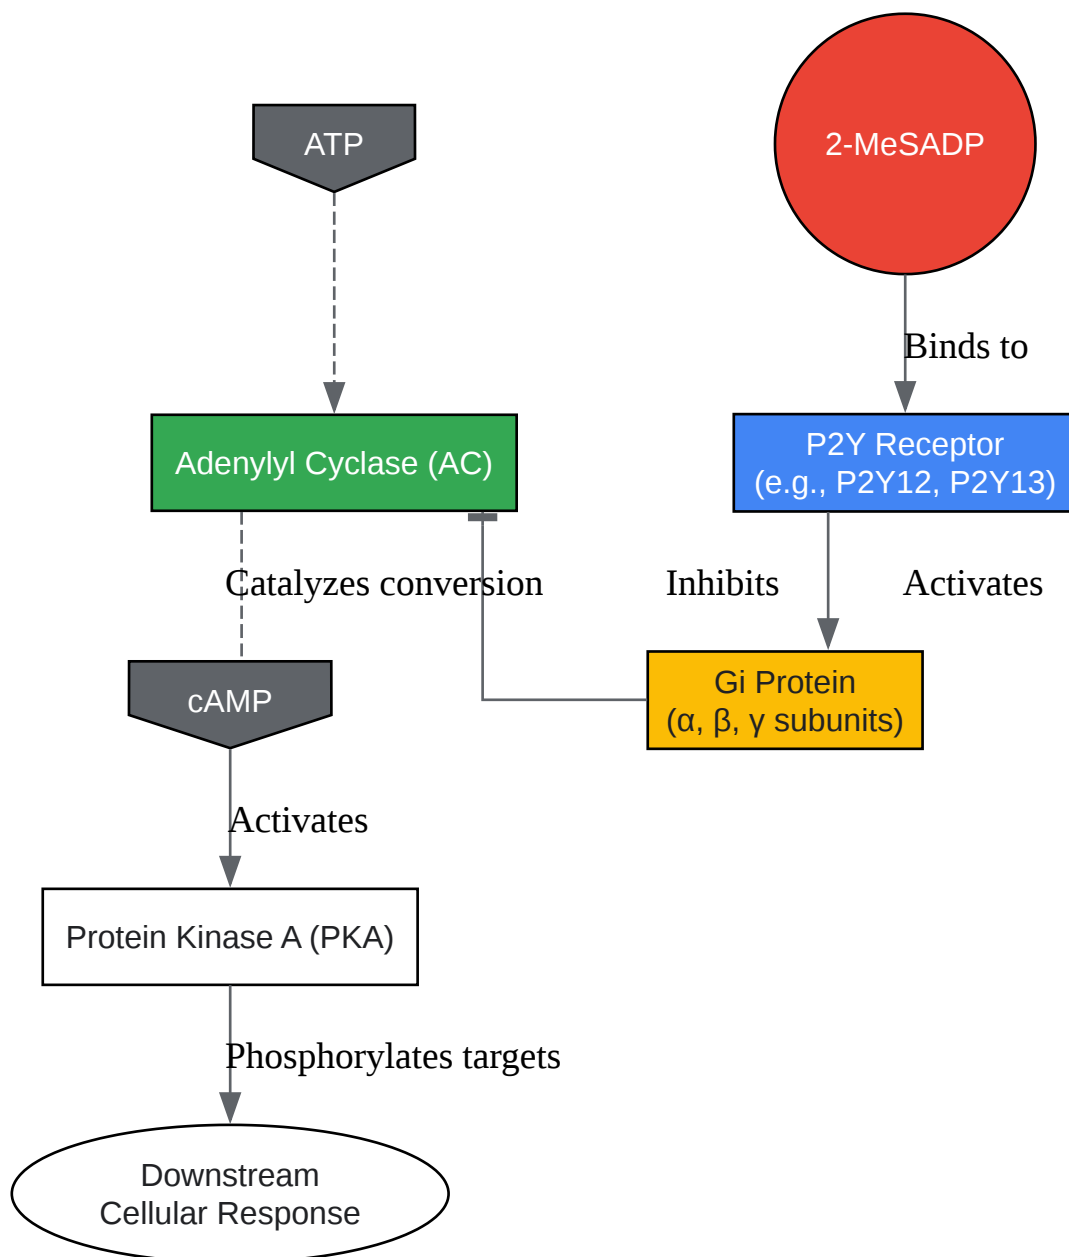 ATP
2-MeSADP
Binds to
Adenylyl Cyclase (AC)
P2Y Receptor
(e.g., P2Y12, P2Y13)
Catalyzes conversion
Inhibits
Activates
Gi Protein
(α, β, γ subunits)
cAMP
Activates
Protein Kinase A (PKA)
Phosphorylates targets
Downstream
Cellular Response